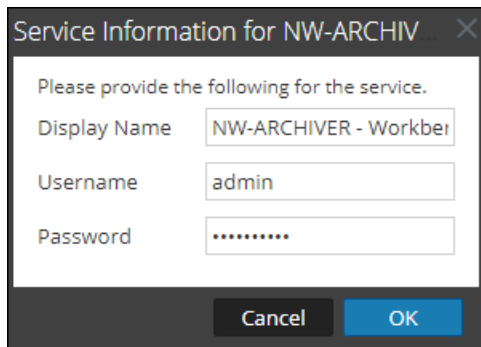 Service Information for NW-ARCHIV...
Please provide the following for the service.
Display Name NW-ARCHIVER - Workber
Username admin
Password ••••••••••
Cancel OK